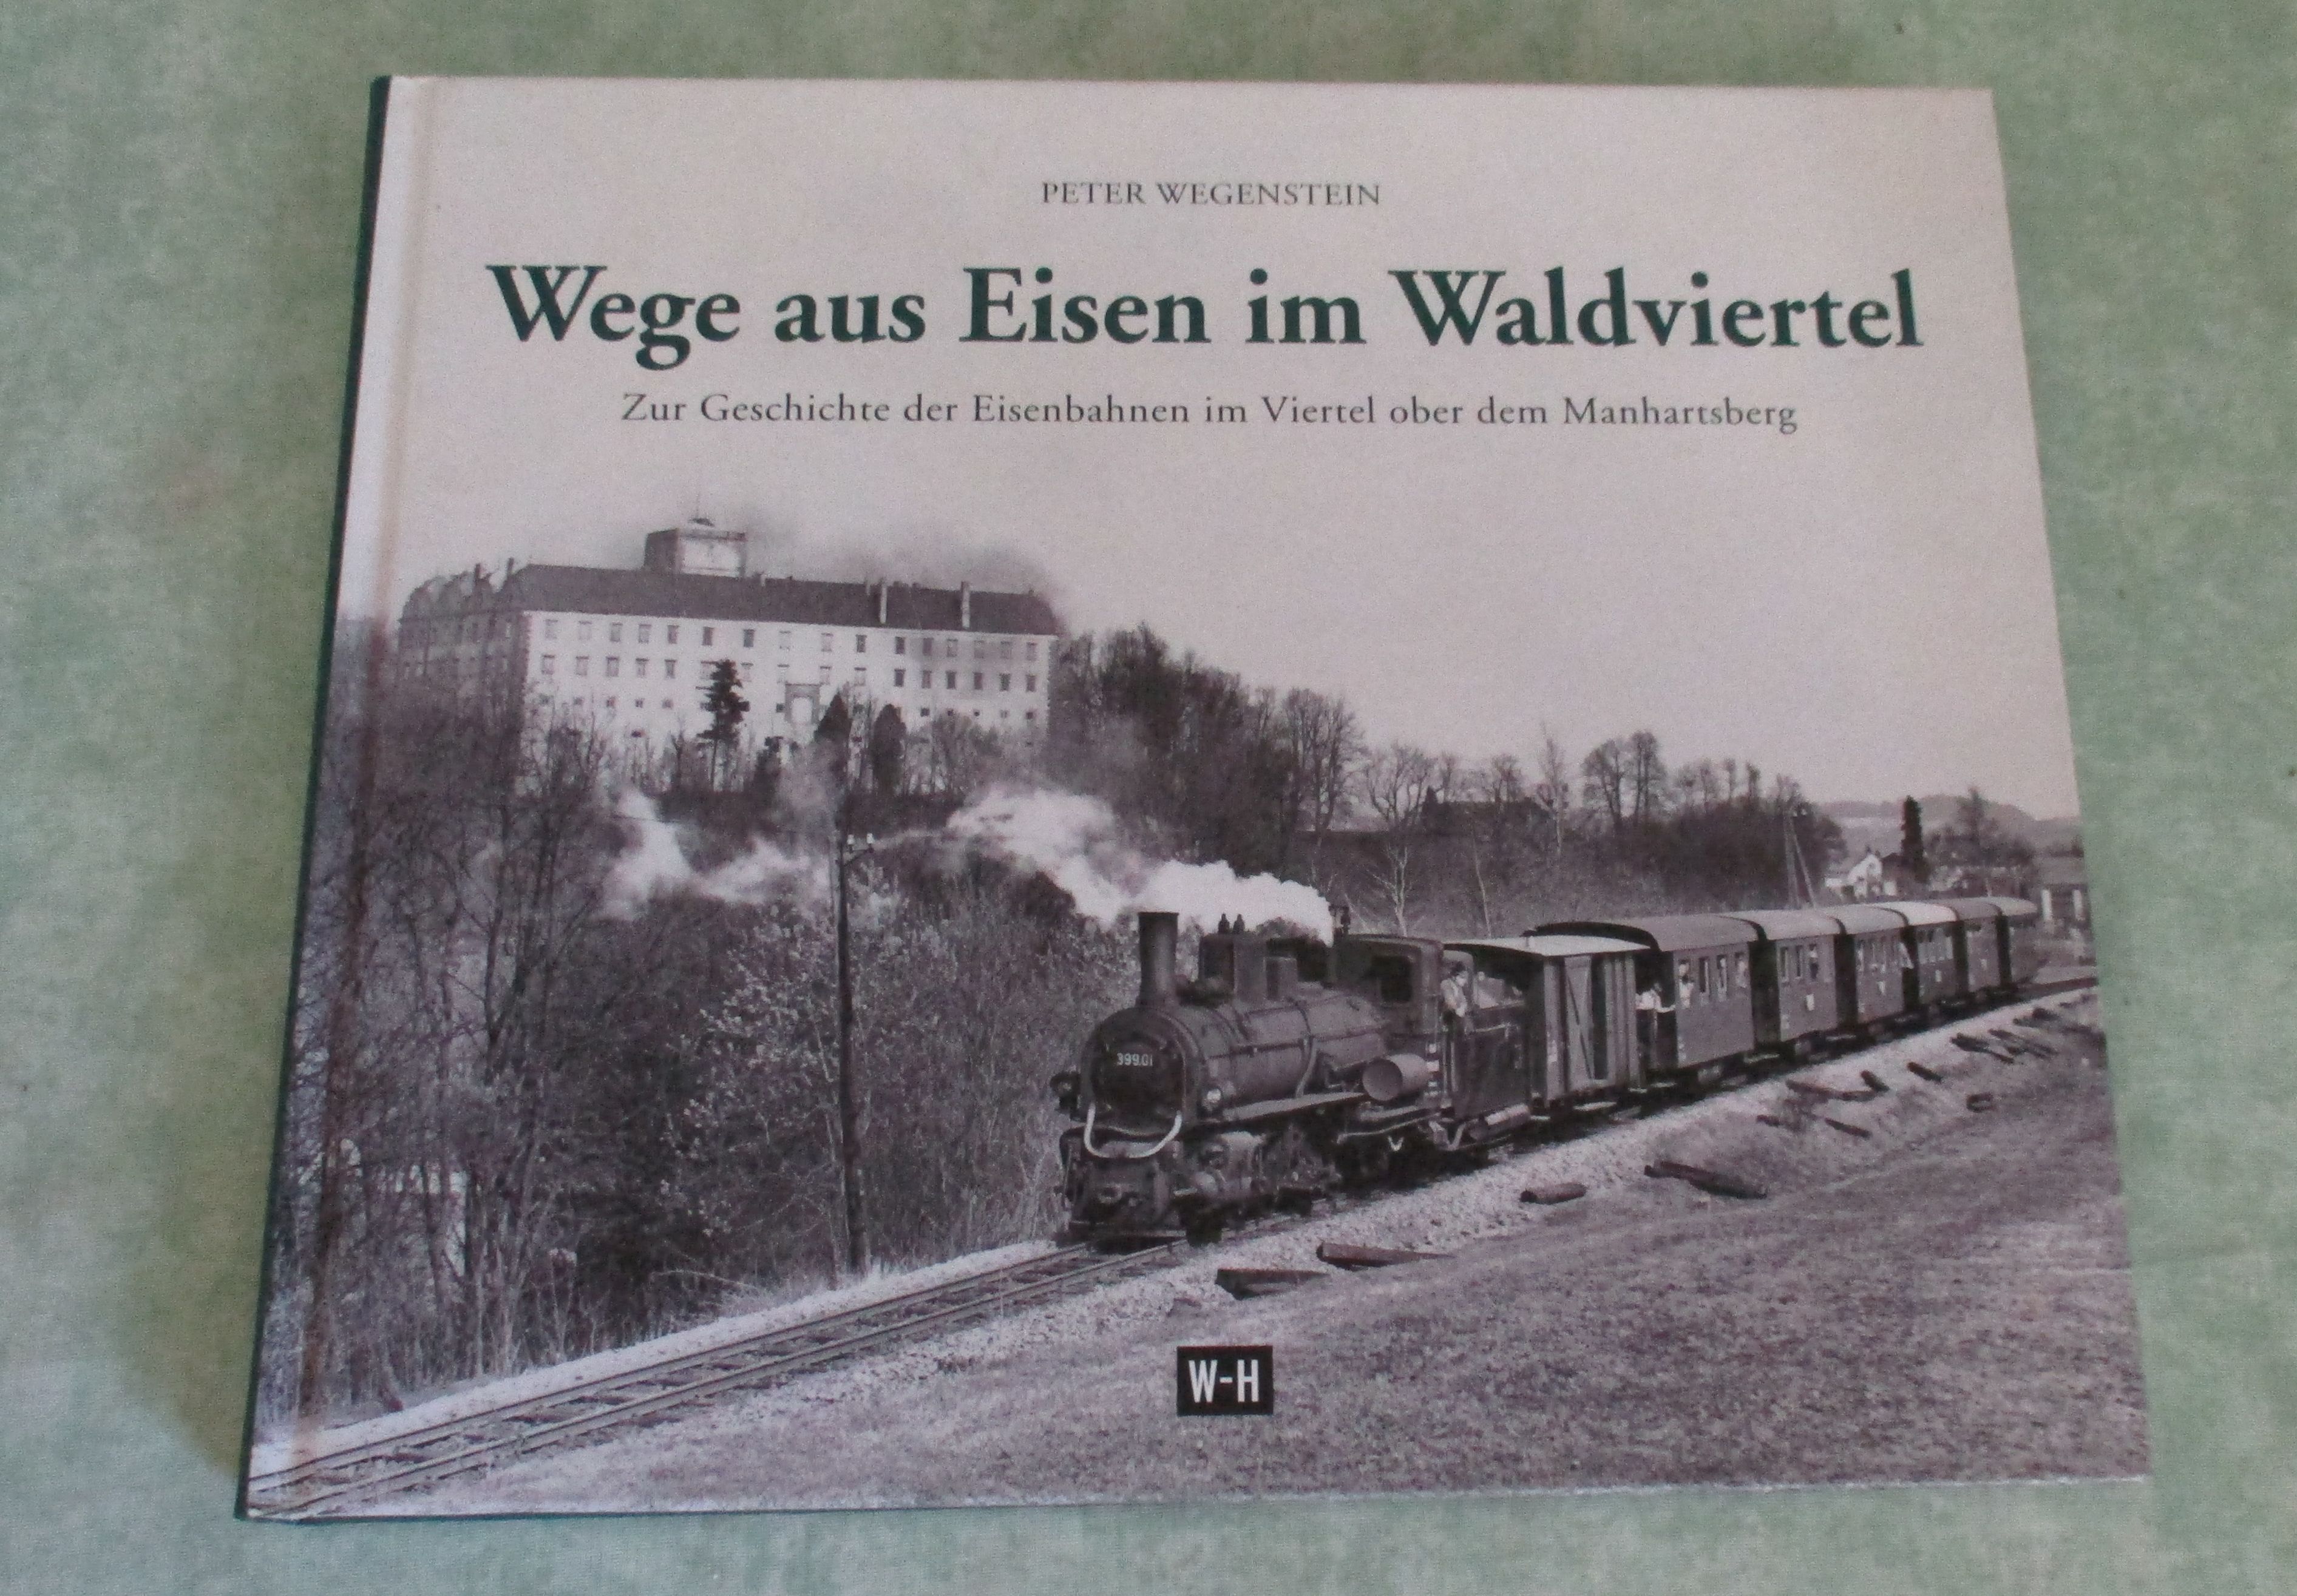 PETER WEGENSTEIN
Wege aus Eisen im Waldviertel
Zur Geschichte der Eisenbahnen im Viertel ober dem Manhartsberg
399.01
W-H